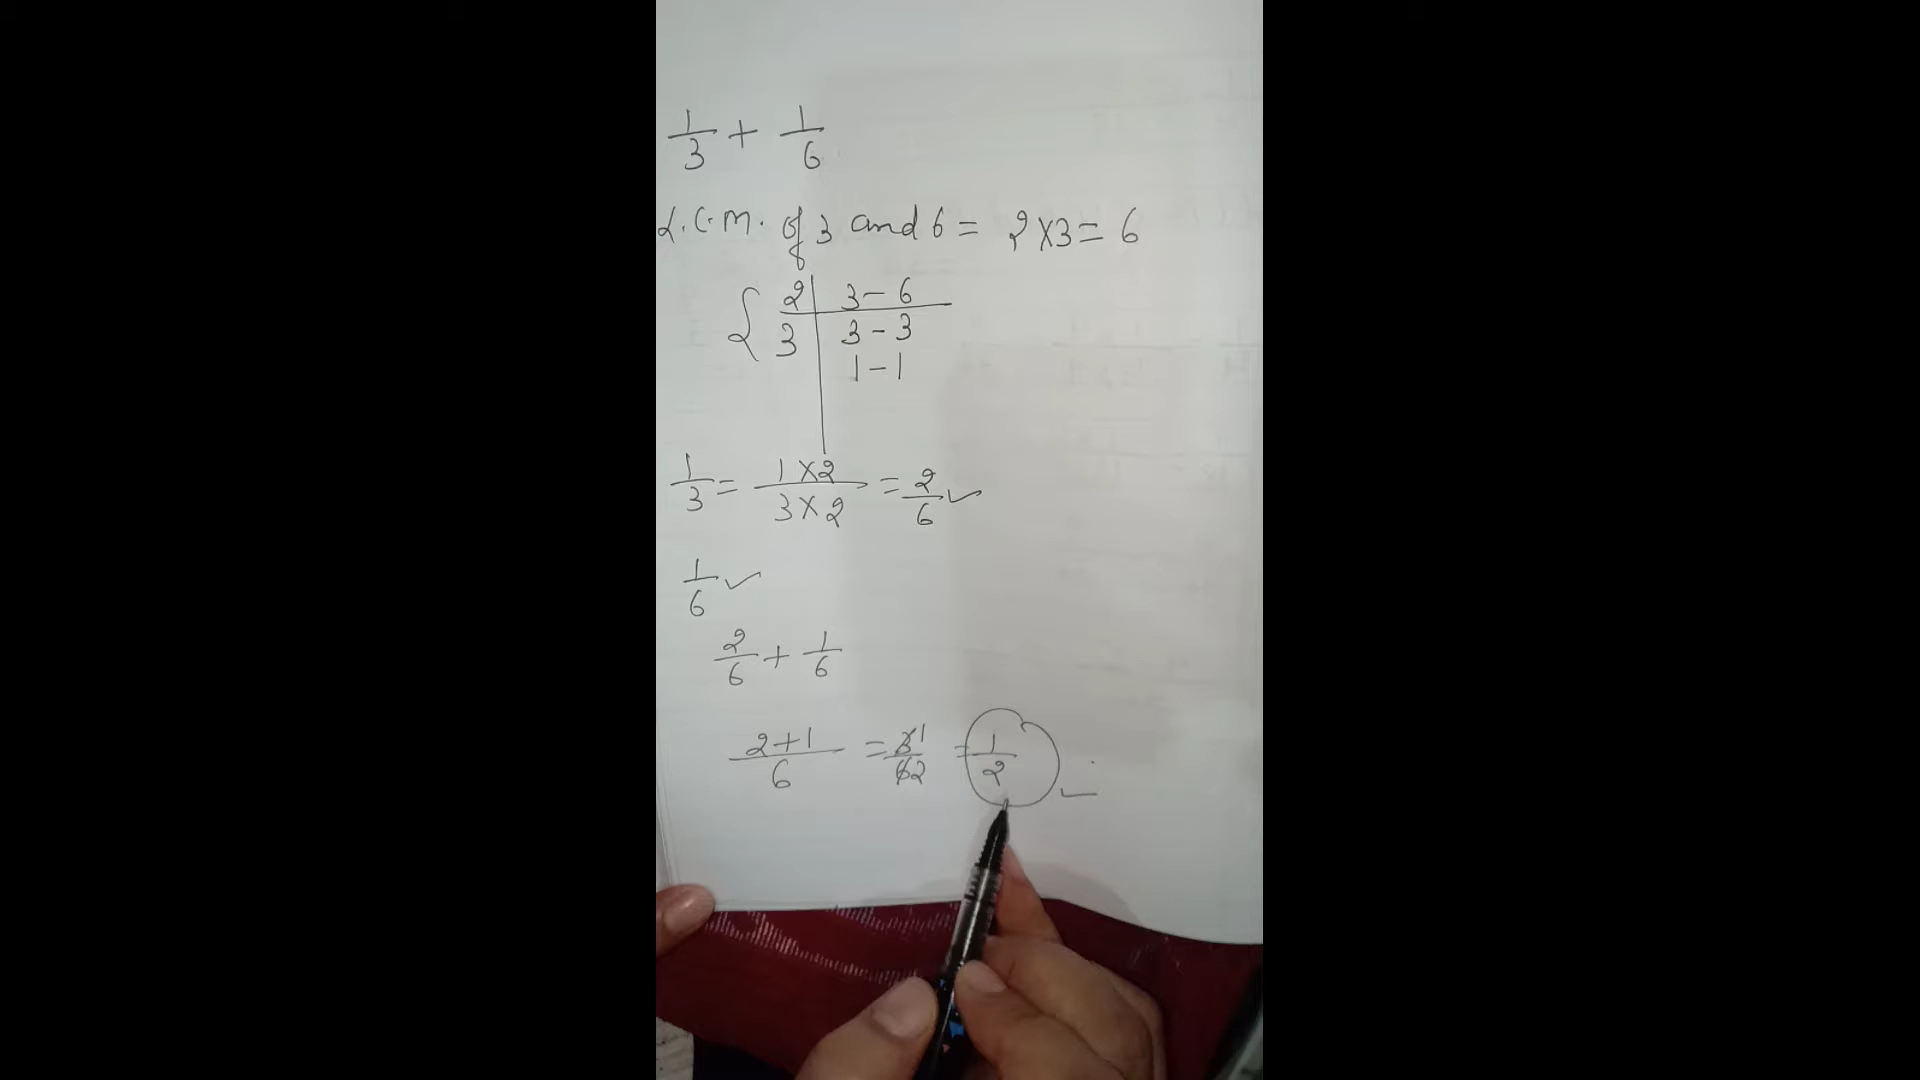 1/3 + 1/6
L.C.M. of 3 and 6 = 2×3= 6
{ 2 | 3 - 6
3 | 3 - 3
1 - 1
1/3 = 1×2/3×2 = 2/6 ✓
1/6 ✓
2/6 + 1/6
2+1/6 = 3 1/6 2 = 1/2